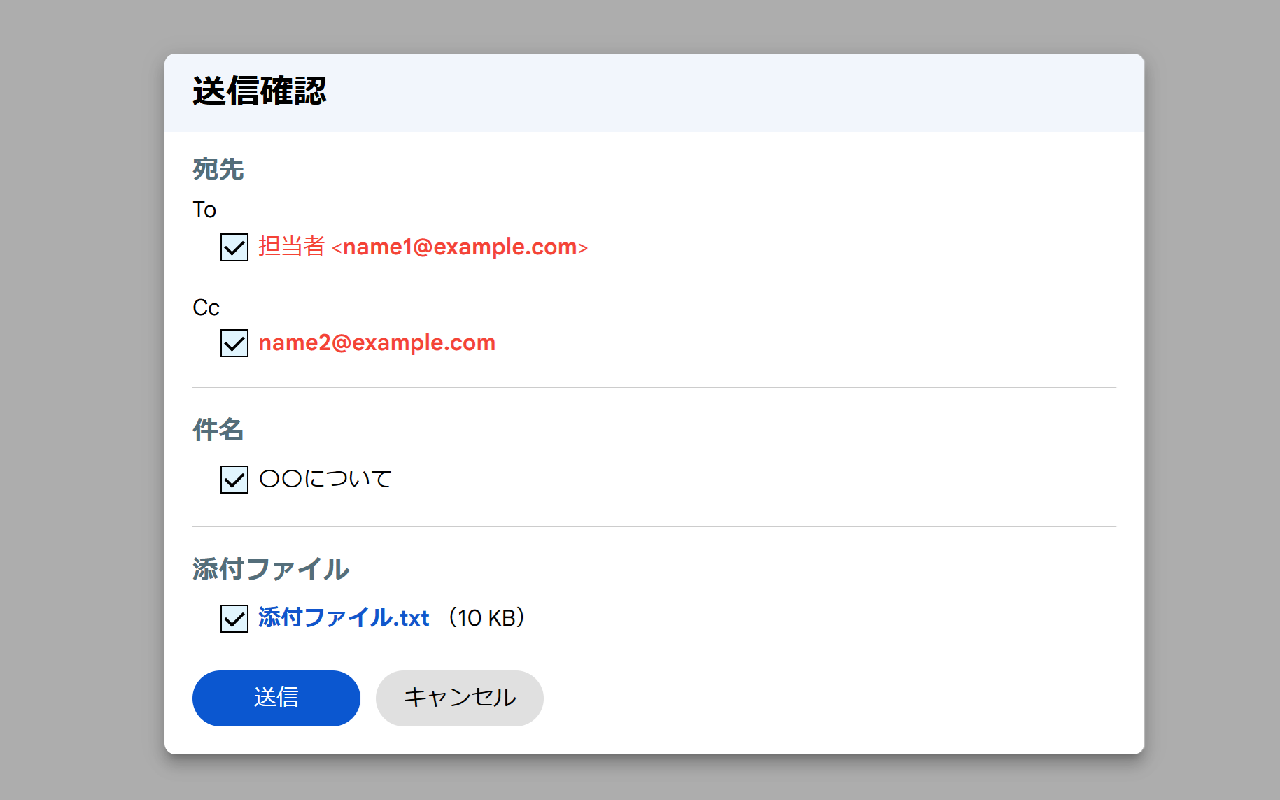 送信確認
宛先
To
担当者 <name1@example.com>
Cc
name2@example.com
件名
〇〇について
添付ファイル
添付ファイル.txt （10 KB）
送信 キャンセル